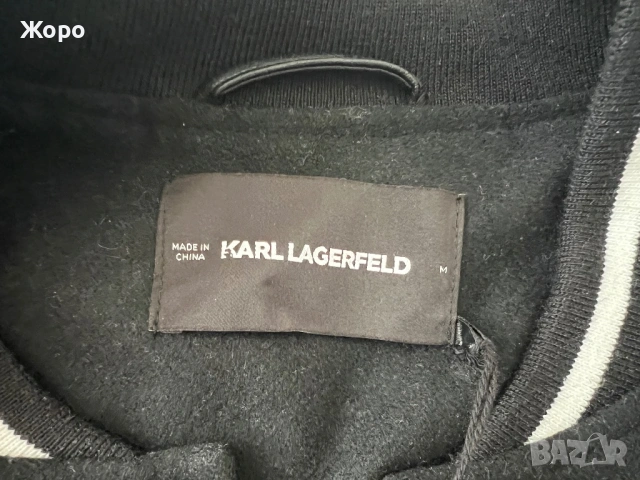 Жоро
MADE IN
CHINA
KARL LAGERFELD
M
BAZAR